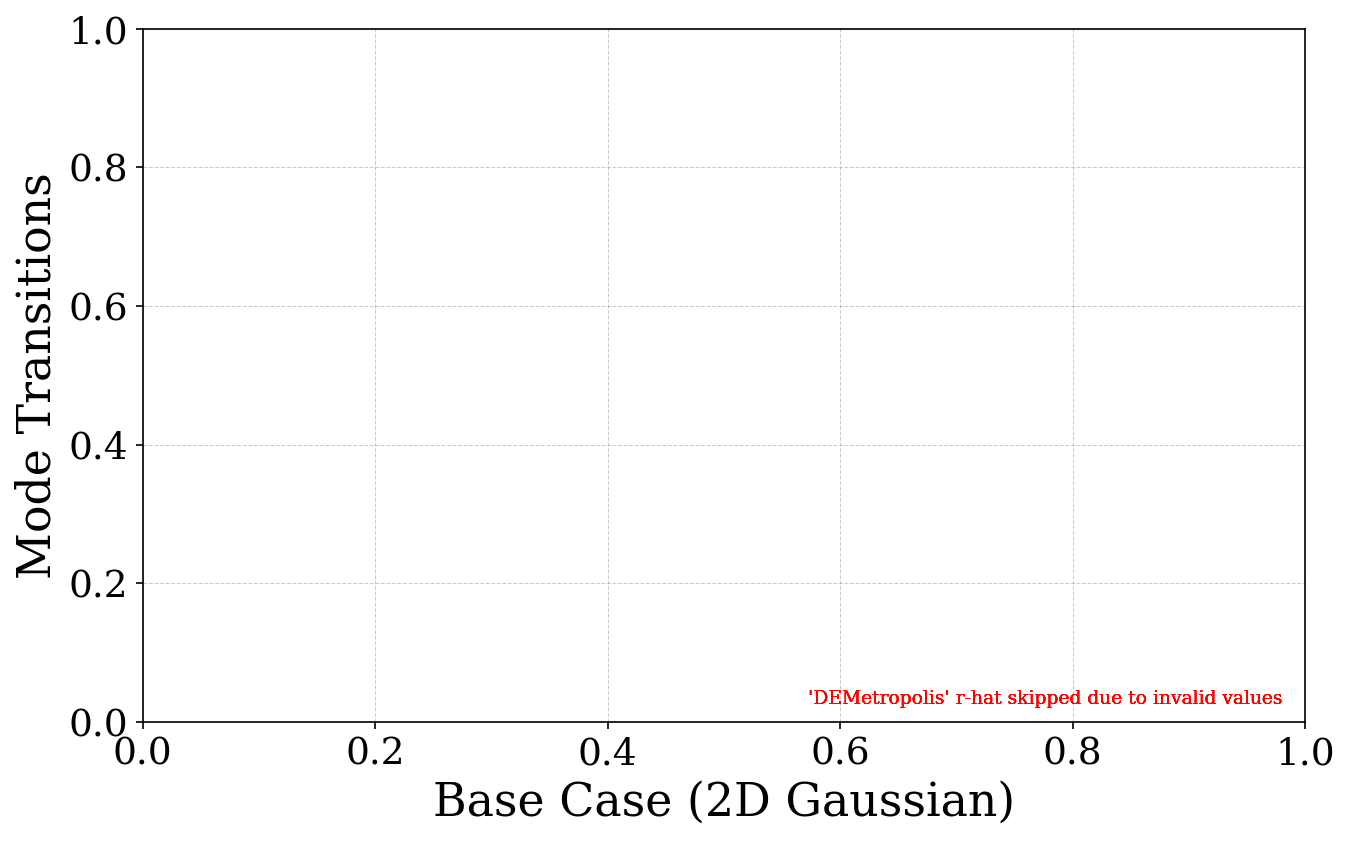 1.0
0.8
0.6
0.4
0.2
0.0
Mode Transitions
'DEMetropolis' r-hat skipped due to invalid values
0.0 0.2 0.4 0.6 0.8 1.0
Base Case (2D Gaussian)